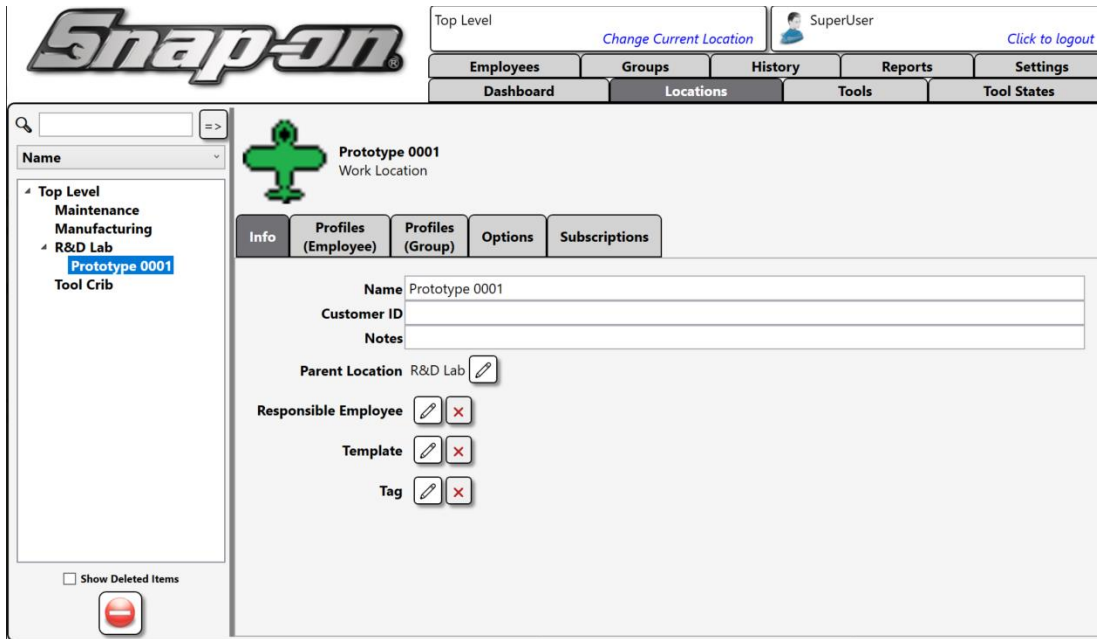 Snap-on®
Top Level
Change Current Location
SuperUser
Click to logout
Employees Groups History Reports Settings
Dashboard Locations Tools Tool States
=>
Name
Top Level
Maintenance
Manufacturing
R&D Lab
Prototype 0001
Tool Crib
Show Deleted Items
Prototype 0001
Work Location
Info
Profiles
(Employee)
Profiles
(Group)
Options
Subscriptions
Name Prototype 0001
Customer ID
Notes
Parent Location R&D Lab
Responsible Employee
Template
Tag